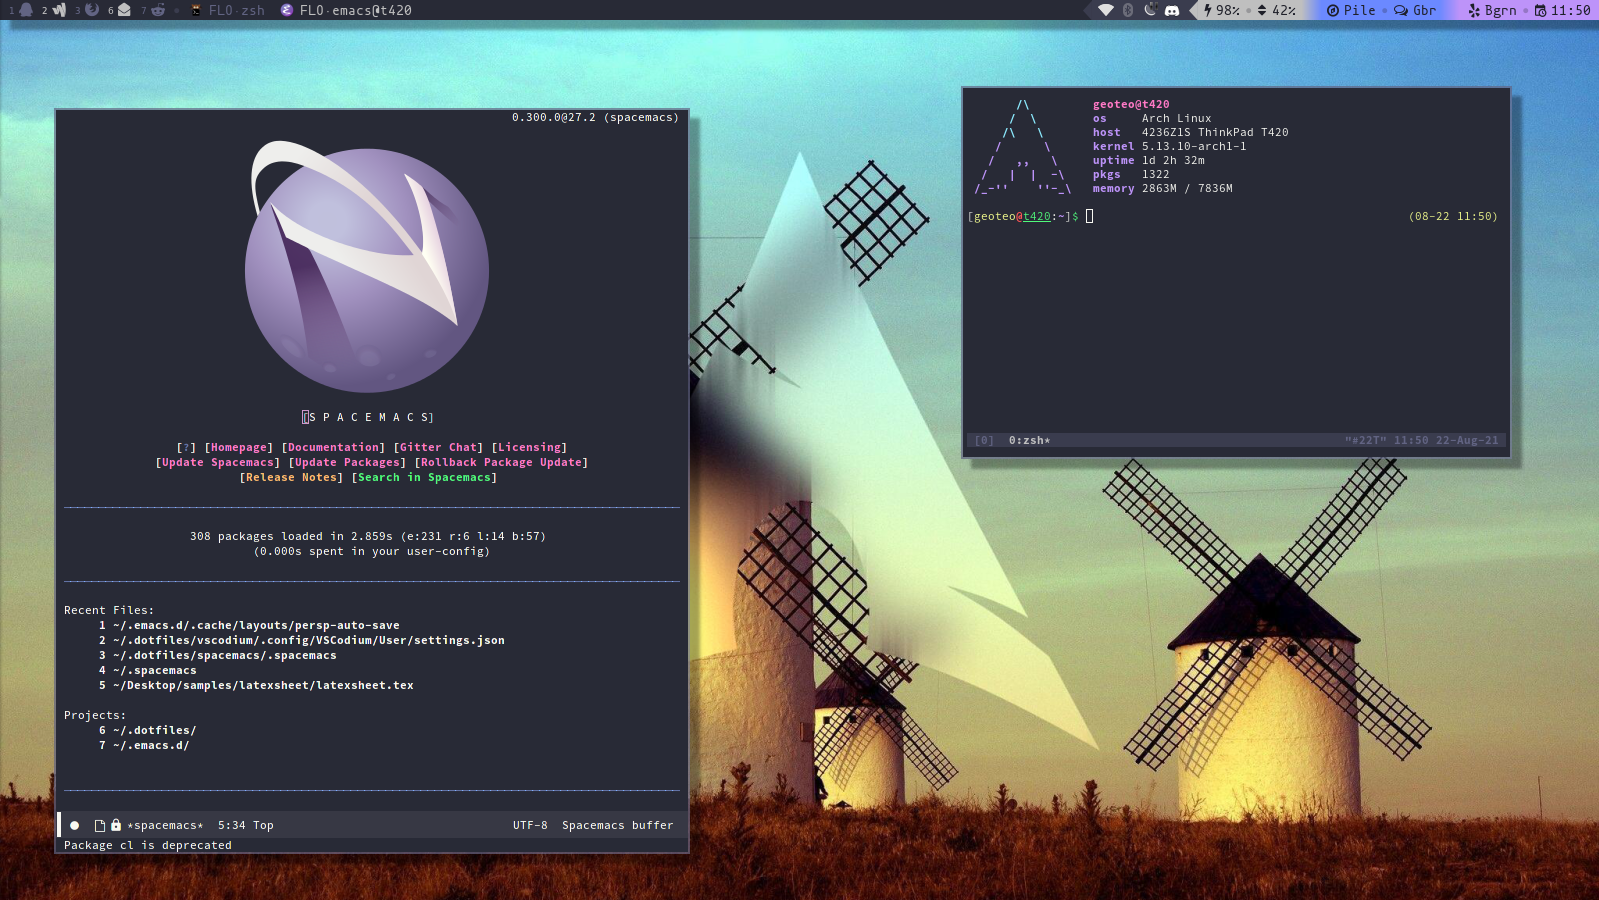 1 2 3 6 7 FLO·zsh FLO·emacs@t420 98% 42% Pile Gbr Bgrn 11:50
0.300.0@27.2 (spacemacs)
[S P A C E M A C S]
[?] [Homepage] [Documentation] [Gitter Chat] [Licensing]
[Update Spacemacs] [Update Packages] [Rollback Package Update]
[Release Notes] [Search in Spacemacs]
308 packages loaded in 2.859s (e:231 r:6 l:14 b:57)
(0.000s spent in your user-config)
Recent Files:
1 ~/.emacs.d/.cache/layouts/persp-auto-save
2 ~/.dotfiles/vscodium/.config/VSCodium/User/settings.json
3 ~/.dotfiles/spacemacs/.spacemacs
4 ~/.spacemacs
5 ~/Desktop/samples/latexsheet/latexsheet.tex
Projects:
6 ~/.dotfiles/
7 ~/.emacs.d/
*spacemacs* 5:34 Top UTF-8 Spacemacs buffer
Package cl is deprecated
geoteo@t420
os Arch Linux
host 4236Z1S ThinkPad T420
kernel 5.13.10-arch1-1
uptime 1d 2h 32m
pkgs 1322
memory 2863M / 7836M
[geoteo@t420:~]$ (08-22 11:50)
[0] 0:zsh* "#22T" 11:50 22-Aug-21